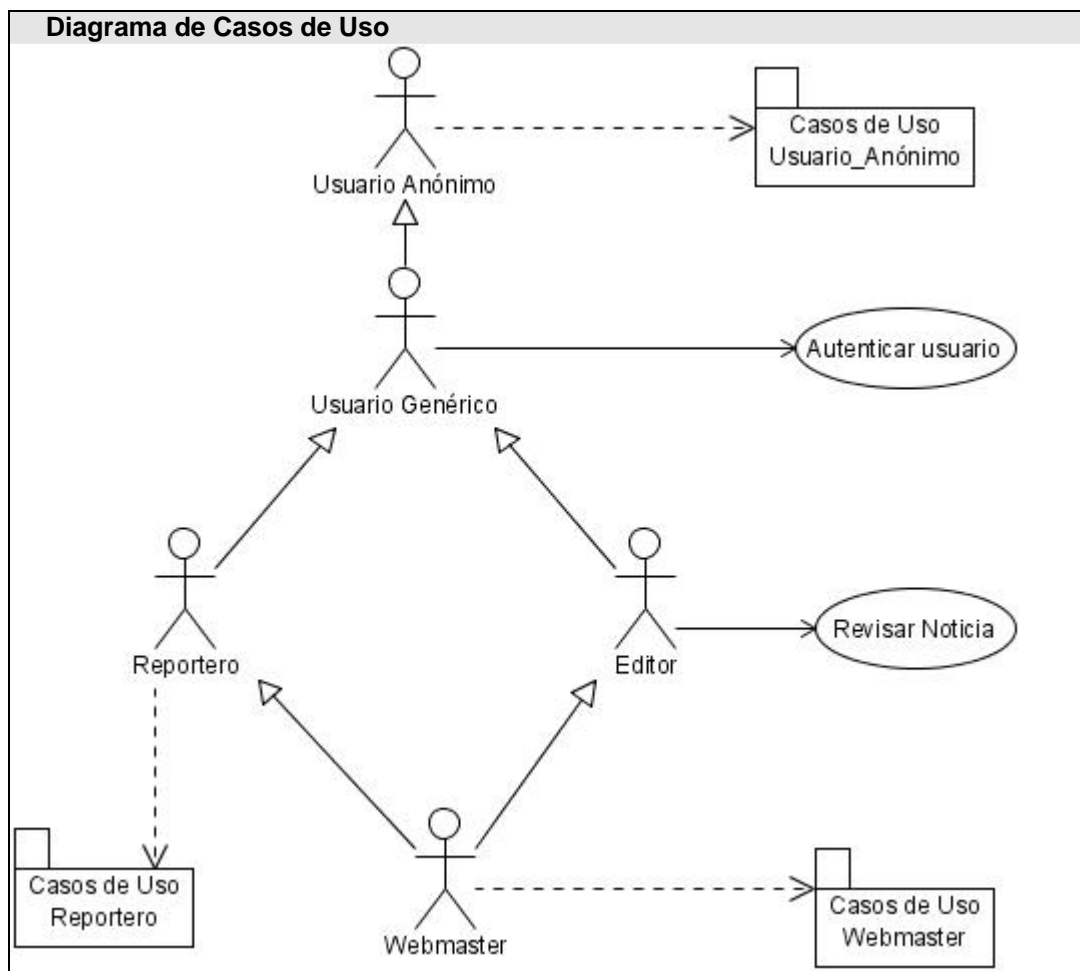 Diagrama de Casos de Uso
Casos de Uso
Usuario_Anónimo
Usuario Anónimo
Autenticar usuario
Usuario Genérico
Revisar Noticia
Reportero
Editor
Casos de Uso
Reportero
Casos de Uso
Webmaster
Webmaster